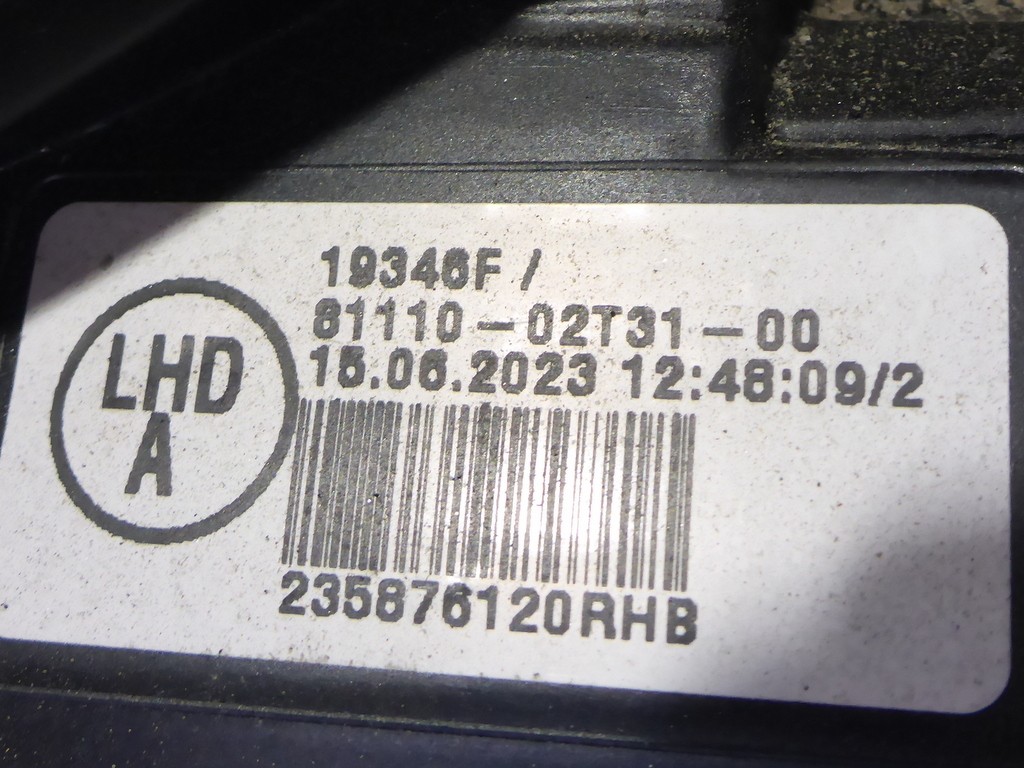 LHD
A
19346F /
81110-02T31-00
15.06.2023 12:48:09/2
235876120RHB